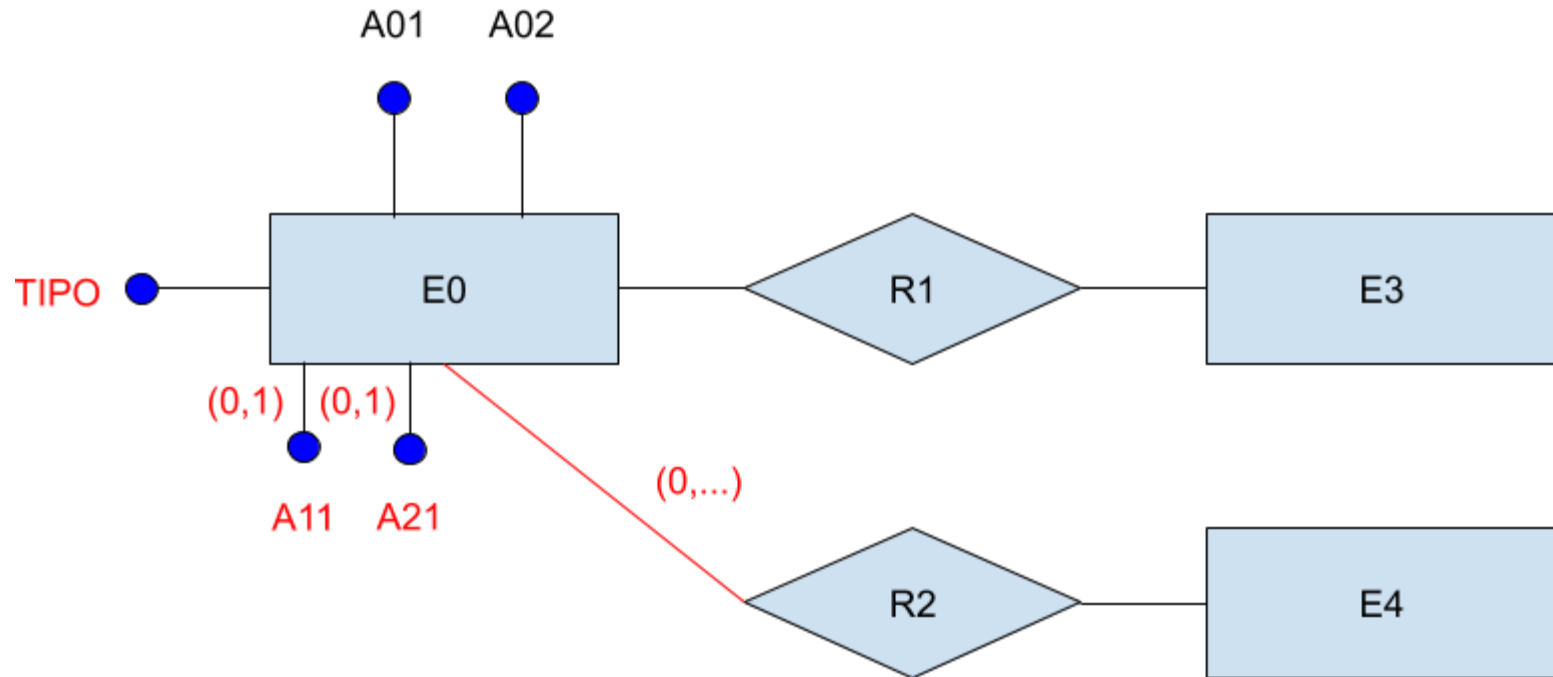 A01 A02
TIPO E0 R1 E3
(0,1) (0,1)
(0,...)
A11 A21
R2 E4